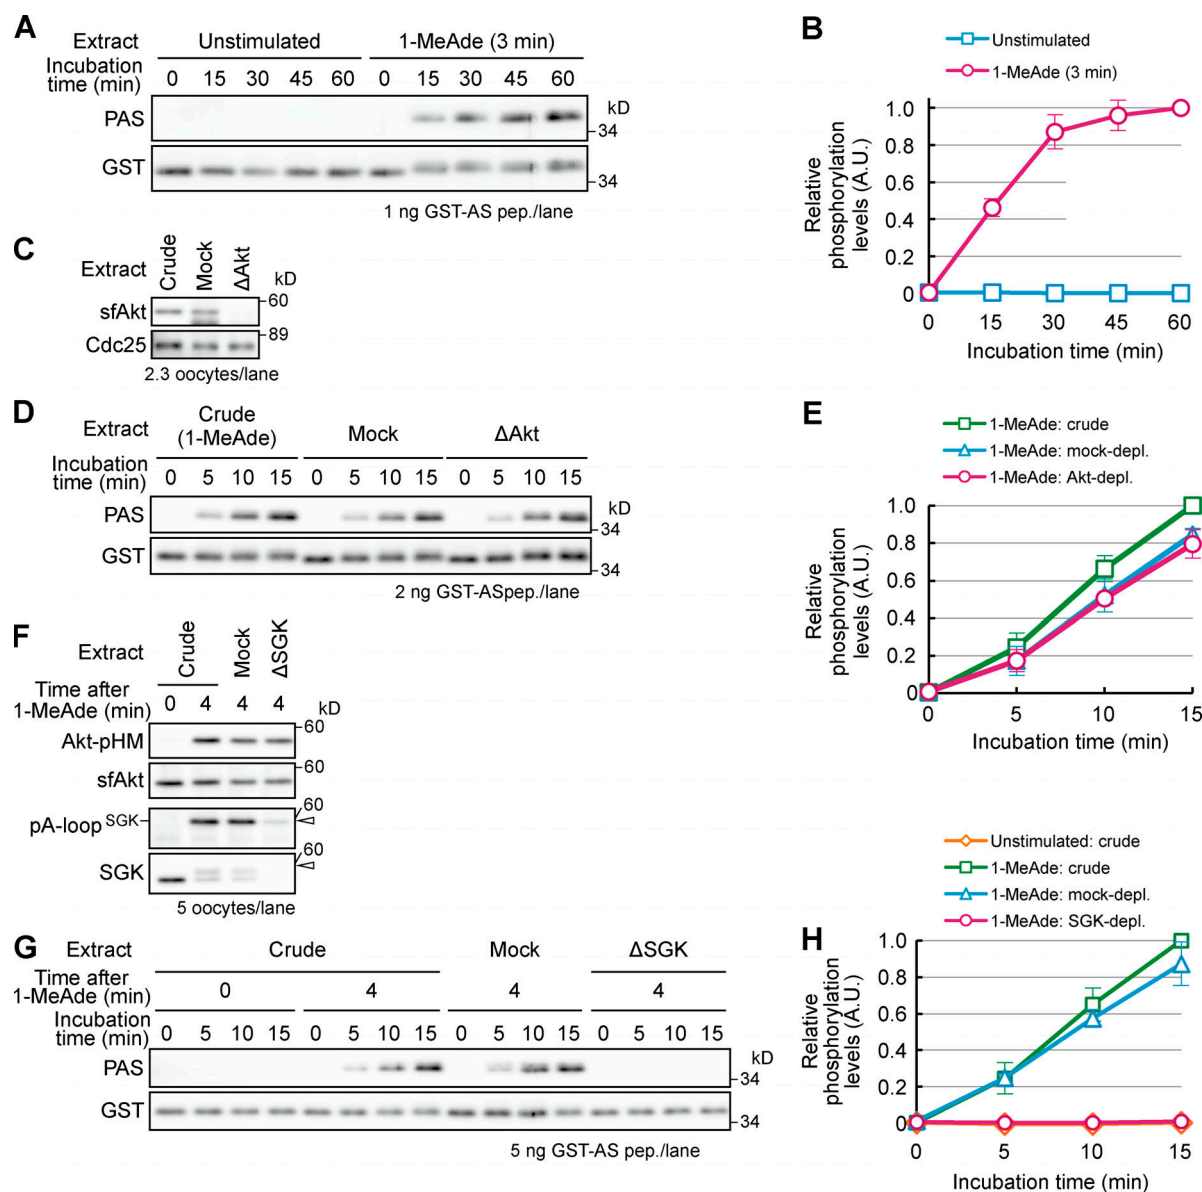 A
Extract Unstimulated 1-MeAde (3 min)
Incubation
time (min) 0 15 30 45 60 0 15 30 45 60
kD
PAS
34
GST
34
1 ng GST-AS pep./lane
B
Unstimulated
1-MeAde (3 min)
Relative
phosphorylation
levels (A.U.)
1.0
0.8
0.6
0.4
0.2
0
0 15 30 45 60
Incubation time (min)
C
Extract Crude Mock ΔAkt kD
sfAkt 60
Cdc25 89
2.3 oocytes/lane
D
Extract Crude
(1-MeAde) Mock ΔAkt
Incubation
time (min) 0 5 10 15 0 5 10 15 0 5 10 15
kD
PAS
34
GST
34
2 ng GST-ASpep./lane
E
1-MeAde: crude
1-MeAde: mock-depl.
1-MeAde: Akt-depl.
Relative
phosphorylation
levels (A.U.)
1.0
0.8
0.6
0.4
0.2
0
0 5 10 15
Incubation time (min)
F
Extract Crude Mock ΔSGK
Time after
1-MeAde (min) 0 4 4 4 kD
Akt-pHM 60
sfAkt 60
pA-loop SGK 60
SGK 60
5 oocytes/lane
G
Extract Crude Mock ΔSGK
Time after
1-MeAde (min) 0 4 4 4
Incubation
time (min) 0 5 10 15 0 5 10 15 0 5 10 15 0 5 10 15
kD
PAS
34
GST
34
5 ng GST-AS pep./lane
H
Unstimulated: crude
1-MeAde: crude
1-MeAde: mock-depl.
1-MeAde: SGK-depl.
Relative
phosphorylation
levels (A.U.)
1.0
0.8
0.6
0.4
0.2
0
0 5 10 15
Incubation time (min)